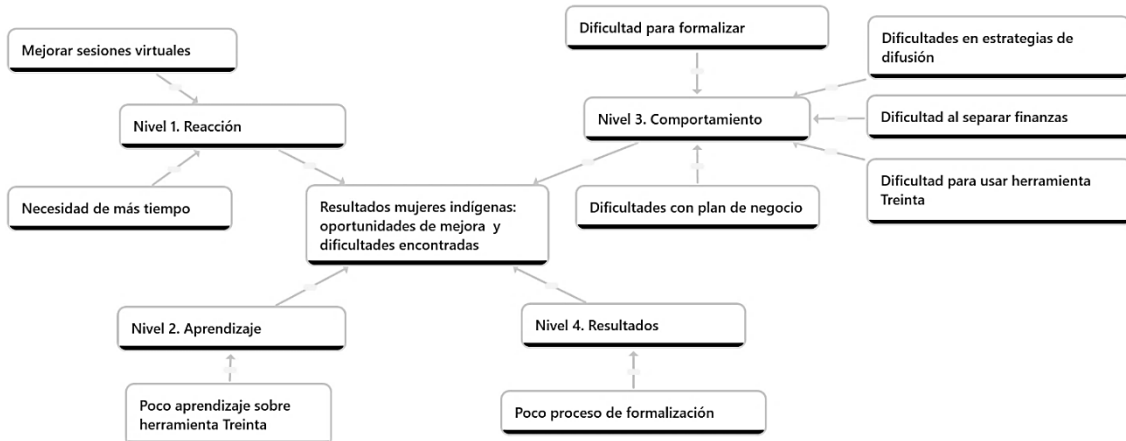 Dificultad para formalizar
Mejorar sesiones virtuales
Dificultades en estrategias de
difusión
Nivel 1. Reacción
Nivel 3. Comportamiento
Dificultad al separar finanzas
Necesidad de más tiempo
Resultados mujeres indígenas:
oportunidades de mejora y
dificultades encontradas
Dificultades con plan de negocio
Dificultad para usar herramienta
Treinta
Nivel 2. Aprendizaje
Nivel 4. Resultados
Poco aprendizaje sobre
herramienta Treinta
Poco proceso de formalización